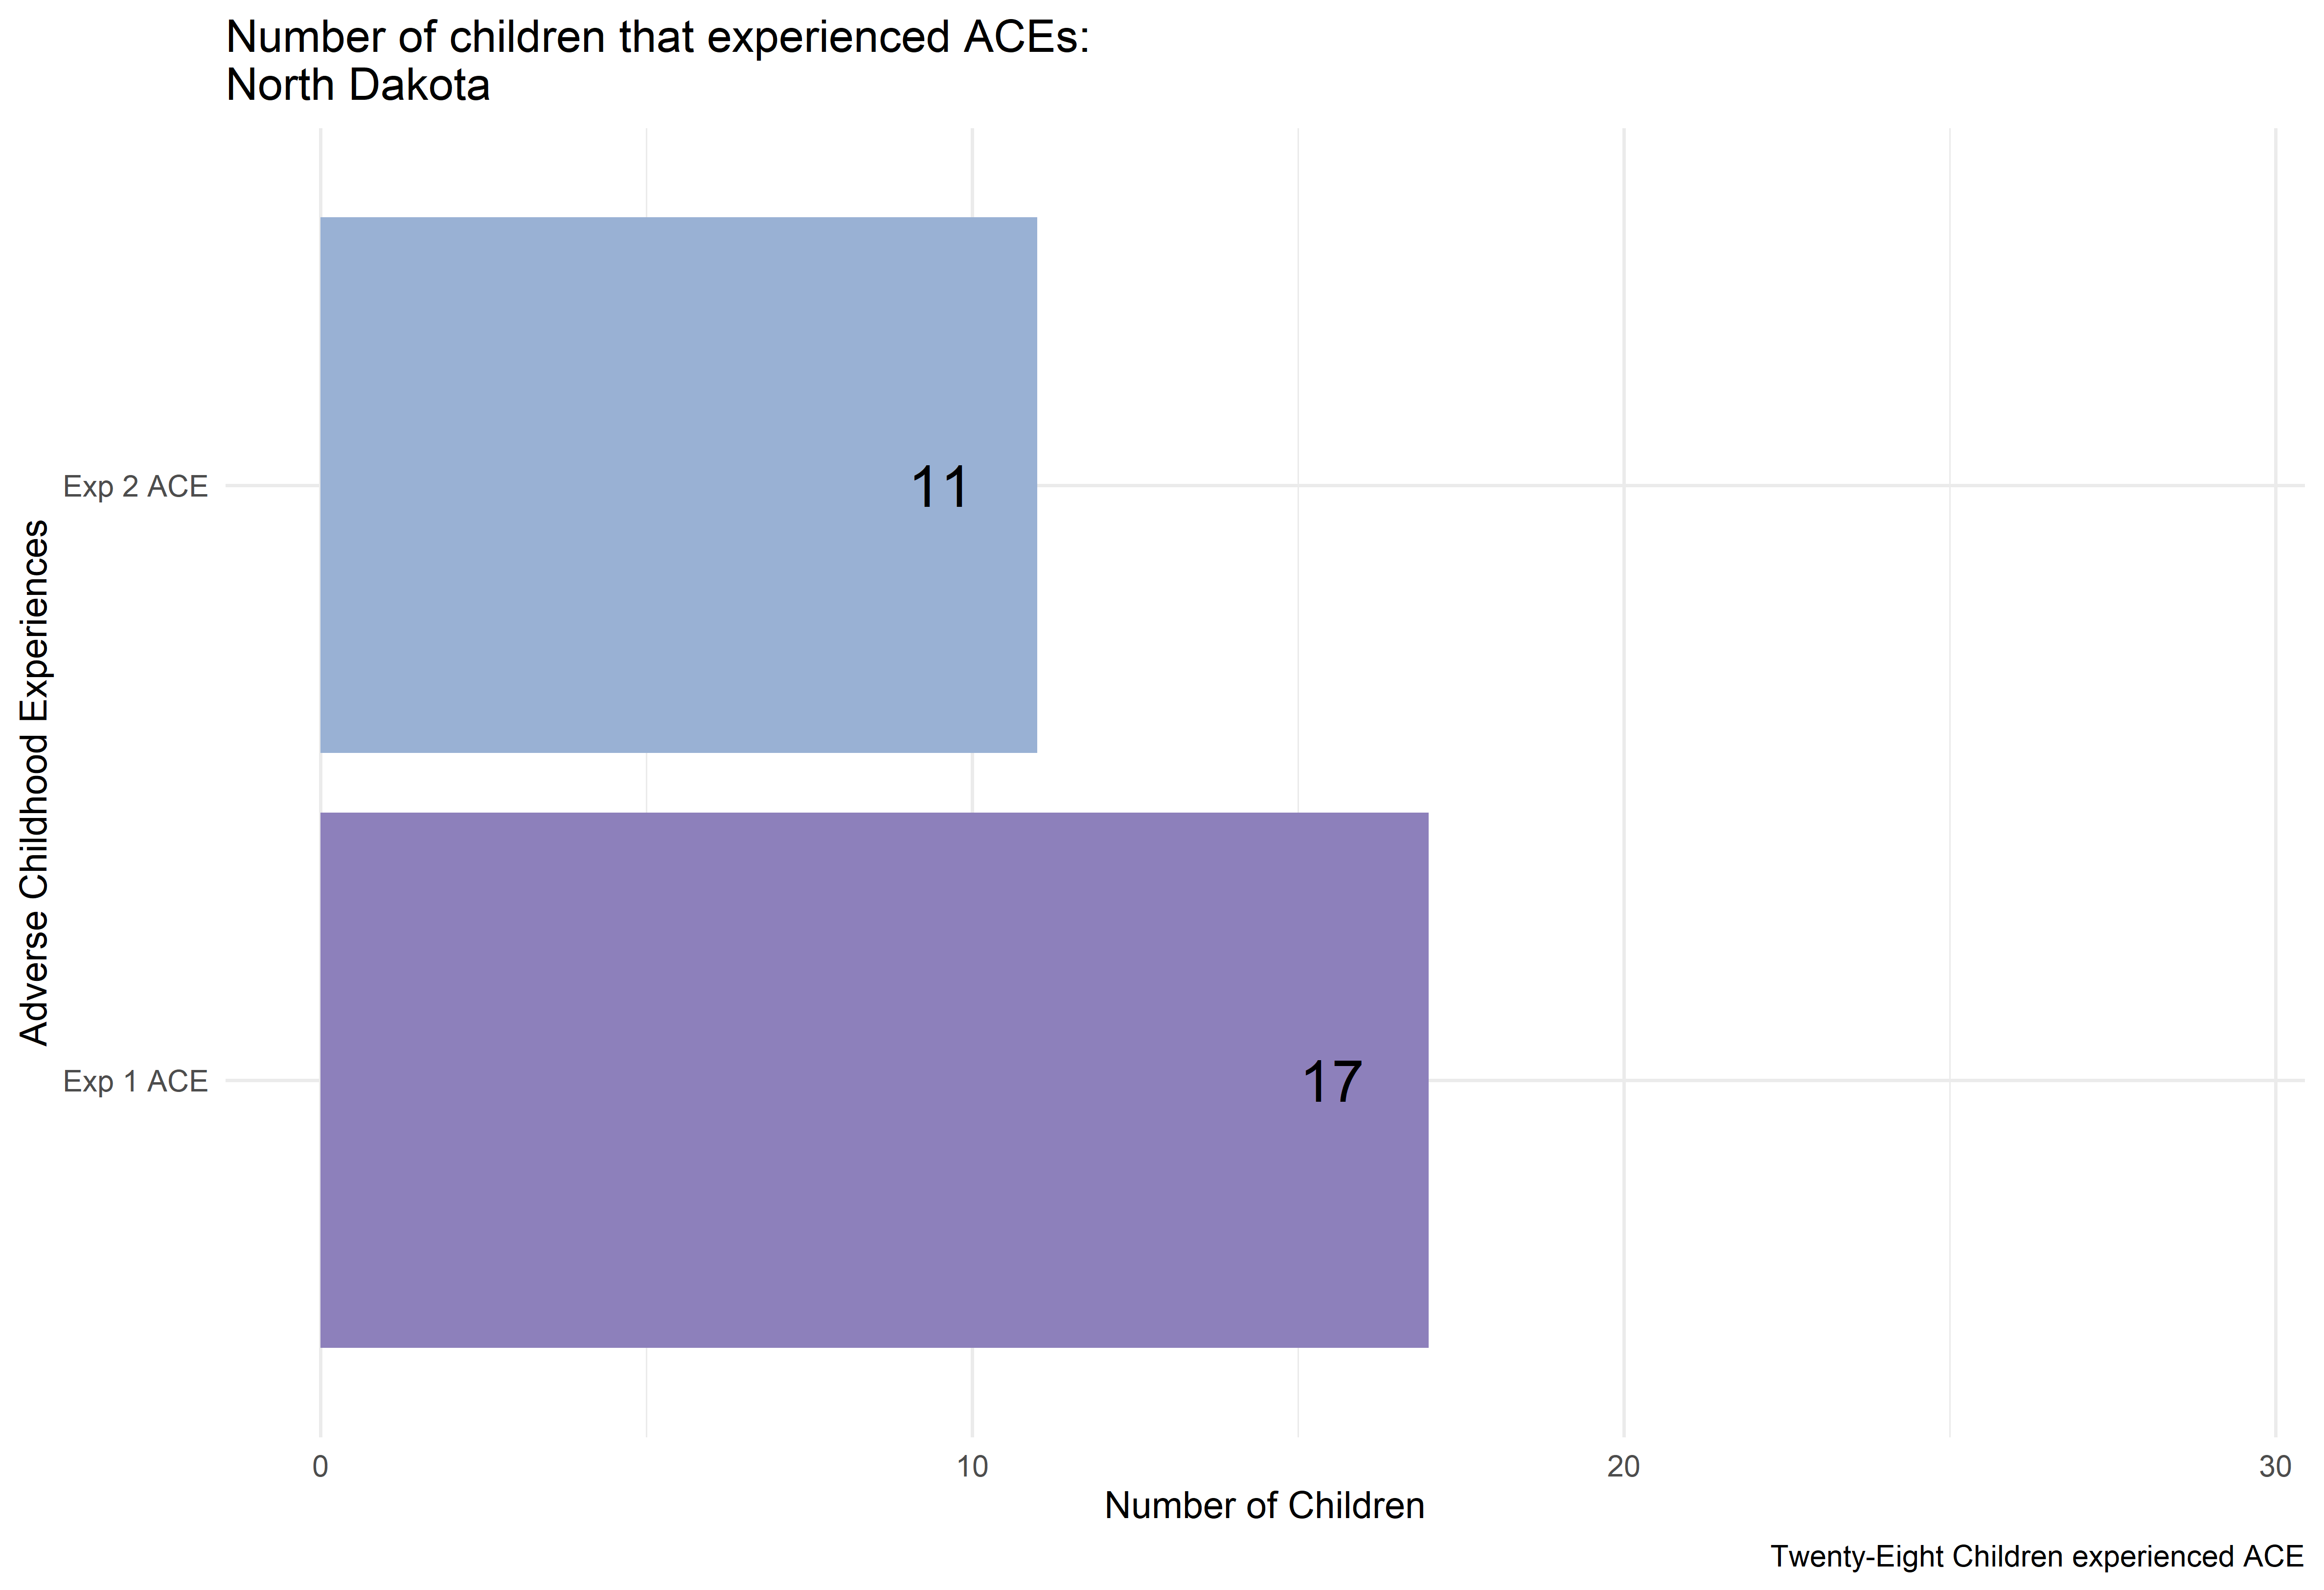 Number of children that experienced ACEs:
North Dakota
Adverse Childhood Experiences
Exp 2 ACE
11
Exp 1 ACE
17
0
10
20
30
Number of Children
Twenty-Eight Children experienced ACE